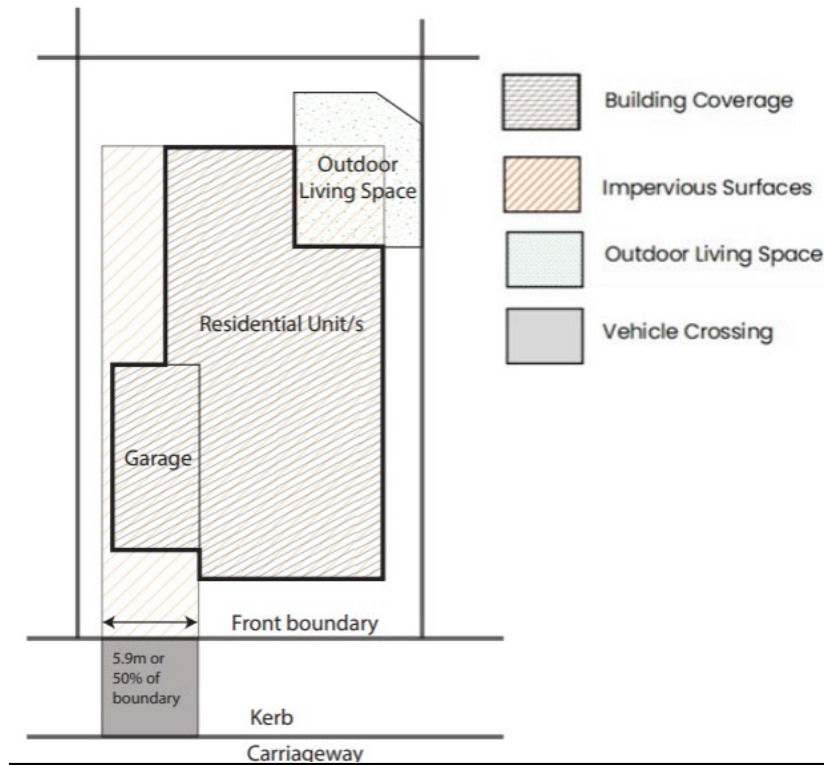 Building Coverage
Outdoor
Living Space
Impervious Surfaces
Outdoor Living Space
Residential Unit/s
Vehicle Crossing
Garage
Front boundary
5.9m or
50% of
boundary
Kerb
Carriageway